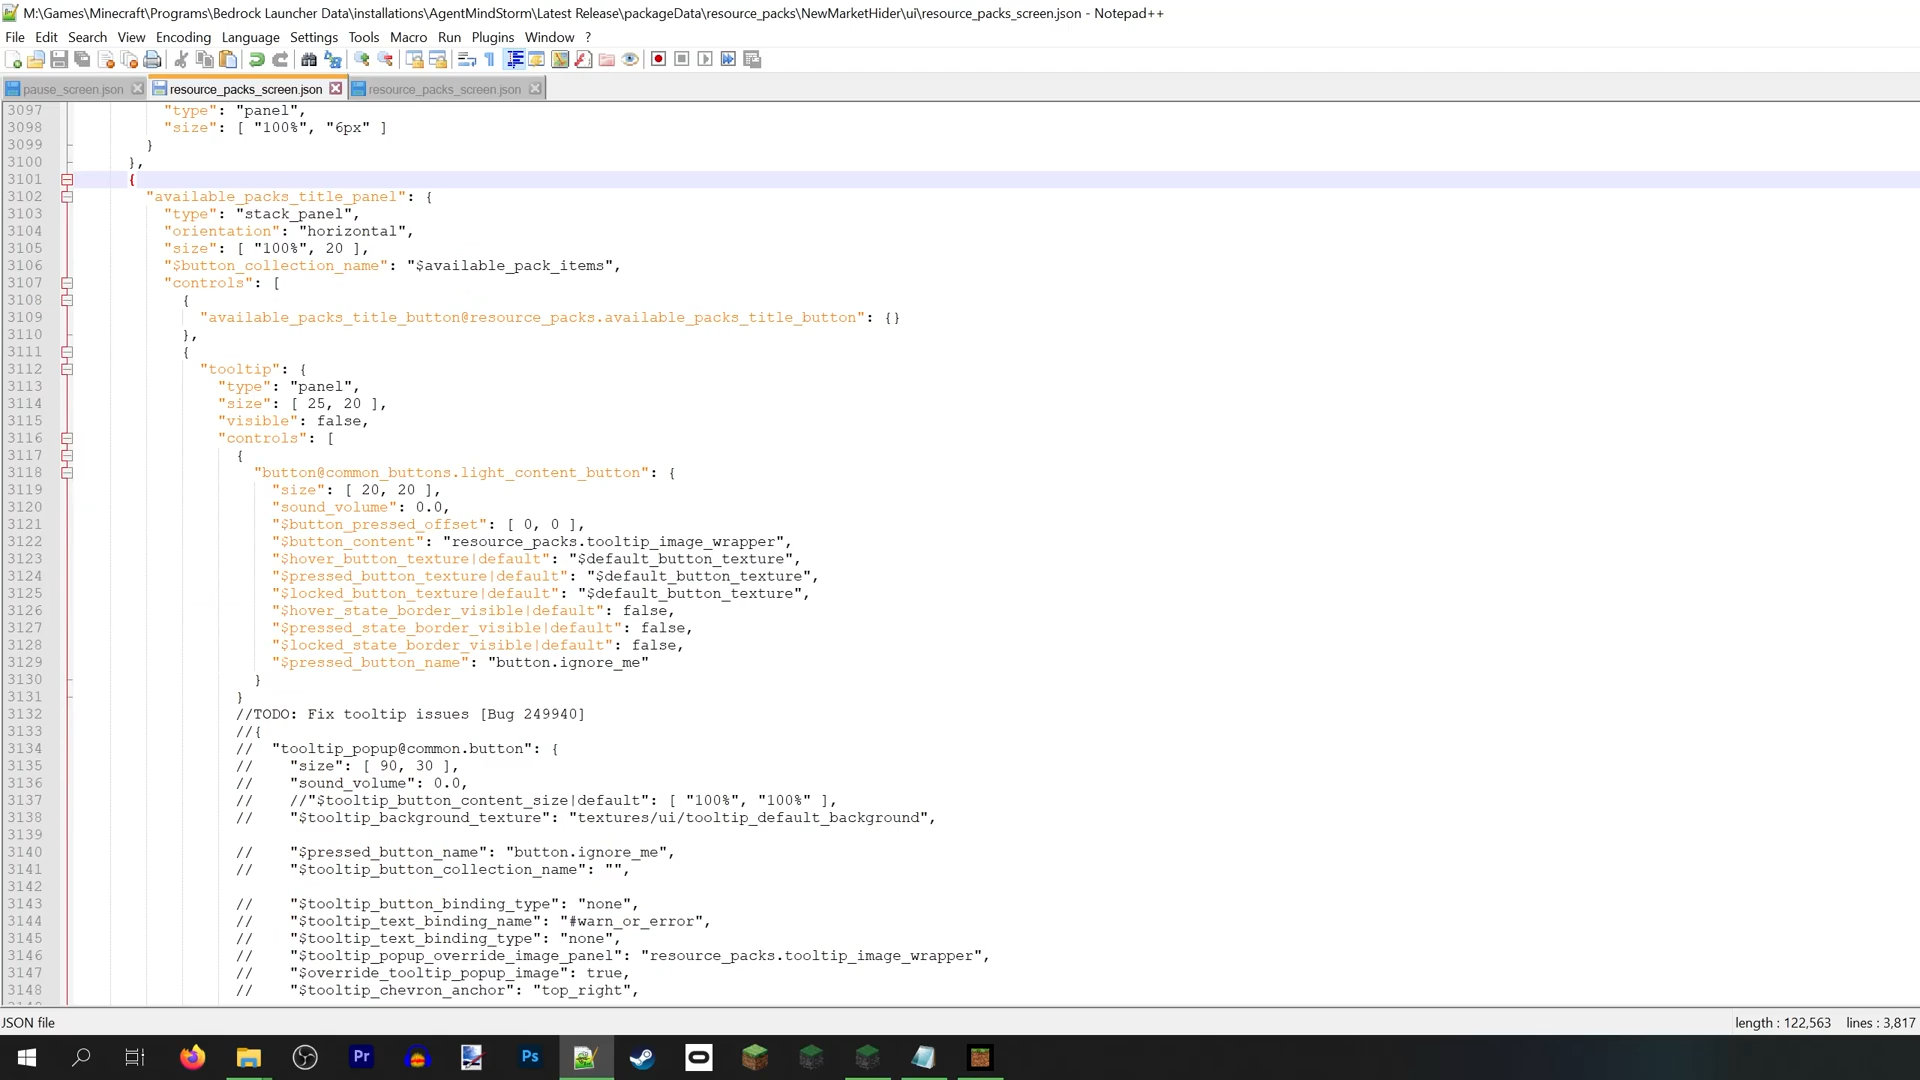 M:\Games\Minecraft\Programs\Bedrock Launcher Data\installations\AgentMindStorm\Latest Release\packageData\resource_packs\NewMarketHider\ui\resource_packs_screen.json - Notepad++
File Edit Search View Encoding Language Settings Tools Macro Run Plugins Window ?
pause_screen.json resource_packs_screen.json resource_packs_screen.json
3097 "type": "panel",
3098 "size": [ "100%", "6px" ]
3099 }
3100 },
3101 {
3102 "available_packs_title_panel": {
3103 "type": "stack_panel",
3104 "orientation": "horizontal",
3105 "size": [ "100%", 20 ],
3106 "$button_collection_name": "$available_pack_items",
3107 "controls": [
3108 {
3109 "available_packs_title_button@resource_packs.available_packs_title_button": {}
3110 },
3111 {
3112 "tooltip": {
3113 "type": "panel",
3114 "size": [ 25, 20 ],
3115 "visible": false,
3116 "controls": [
3117 {
3118 "button@common_buttons.light_content_button": {
3119 "size": [ 20, 20 ],
3120 "sound_volume": 0.0,
3121 "$button_pressed_offset": [ 0, 0 ],
3122 "$button_content": "resource_packs.tooltip_image_wrapper",
3123 "$hover_button_texture|default": "$default_button_texture",
3124 "$pressed_button_texture|default": "$default_button_texture",
3125 "$locked_button_texture|default": "$default_button_texture",
3126 "$hover_state_border_visible|default": false,
3127 "$pressed_state_border_visible|default": false,
3128 "$locked_state_border_visible|default": false,
3129 "$pressed_button_name": "button.ignore_me"
3130 }
3131 }
3132 //TODO: Fix tooltip issues [Bug 249940]
3133 //{
3134 // "tooltip_popup@common.button": {
3135 // "size": [ 90, 30 ],
3136 // "sound_volume": 0.0,
3137 // //"$tooltip_button_content_size|default": [ "100%", "100%" ],
3138 // "$tooltip_background_texture": "textures/ui/tooltip_default_background",
3139
3140 // "$pressed_button_name": "button.ignore_me",
3141 // "$tooltip_button_collection_name": "",
3142
3143 // "$tooltip_button_binding_type": "none",
3144 // "$tooltip_text_binding_name": "#warn_or_error",
3145 // "$tooltip_text_binding_type": "none",
3146 // "$tooltip_popup_override_image_panel": "resource_packs.tooltip_image_wrapper",
3147 // "$override_tooltip_popup_image": true,
3148 // "$tooltip_chevron_anchor": "top_right",
JSON file length : 122,563 lines : 3,817
Pr Ps